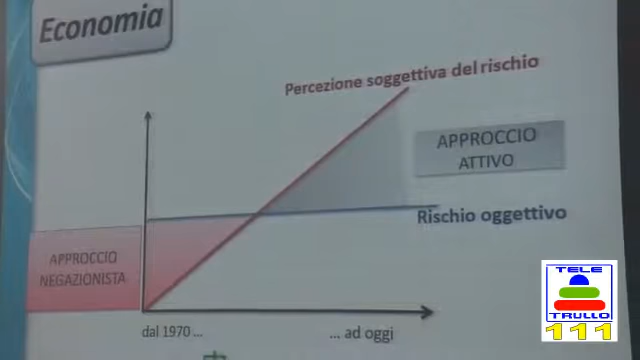 Economia
Percezione soggettiva del rischio
APPROCCIO
ATTIVO
Rischio oggettivo
APPROCCIO
NEGAZIONISTA
dal 1970 ...
... ad oggi
TELE
TRULLO
111